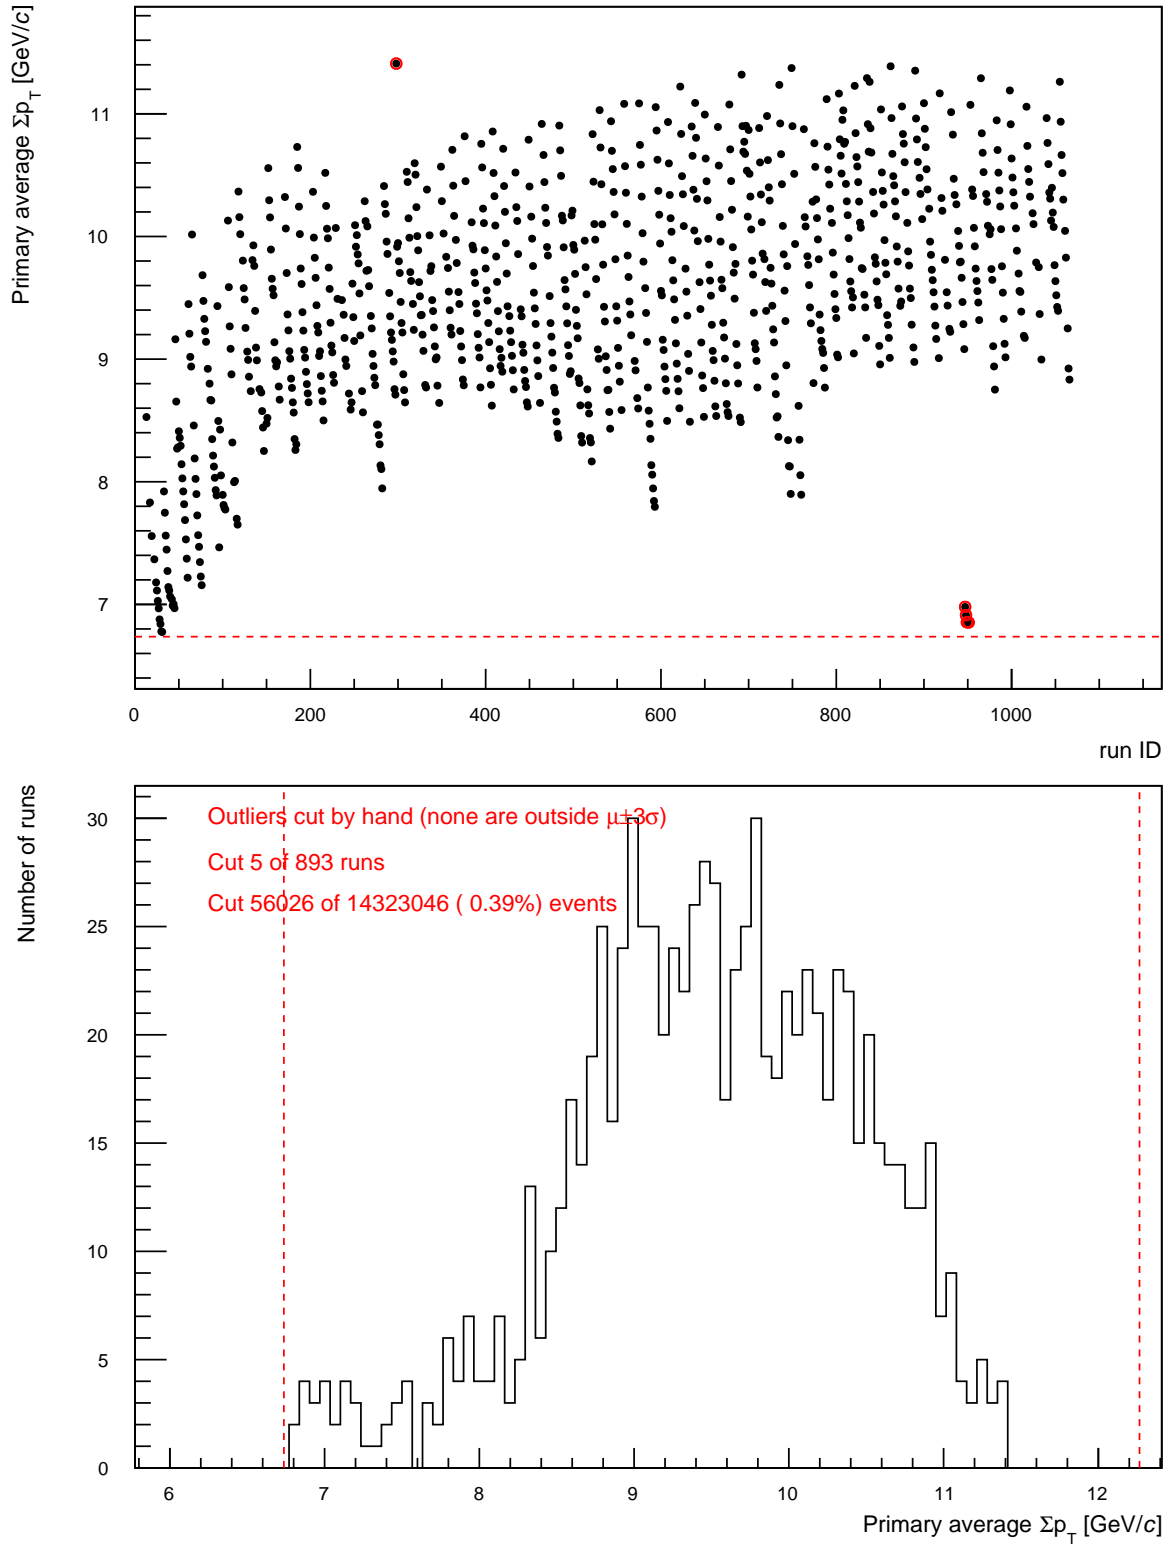 Primary average Σp_T [GeV/c]
11
10
9
8
7
0 200 400 600 800 1000
run ID
Number of runs
30
25
20
15
10
5
0
Outliers cut by hand (none are outside μ±3σ)
Cut 5 of 893 runs
Cut 56026 of 14323046 ( 0.39%) events
6 7 8 9 10 11 12
Primary average Σp_T [GeV/c]